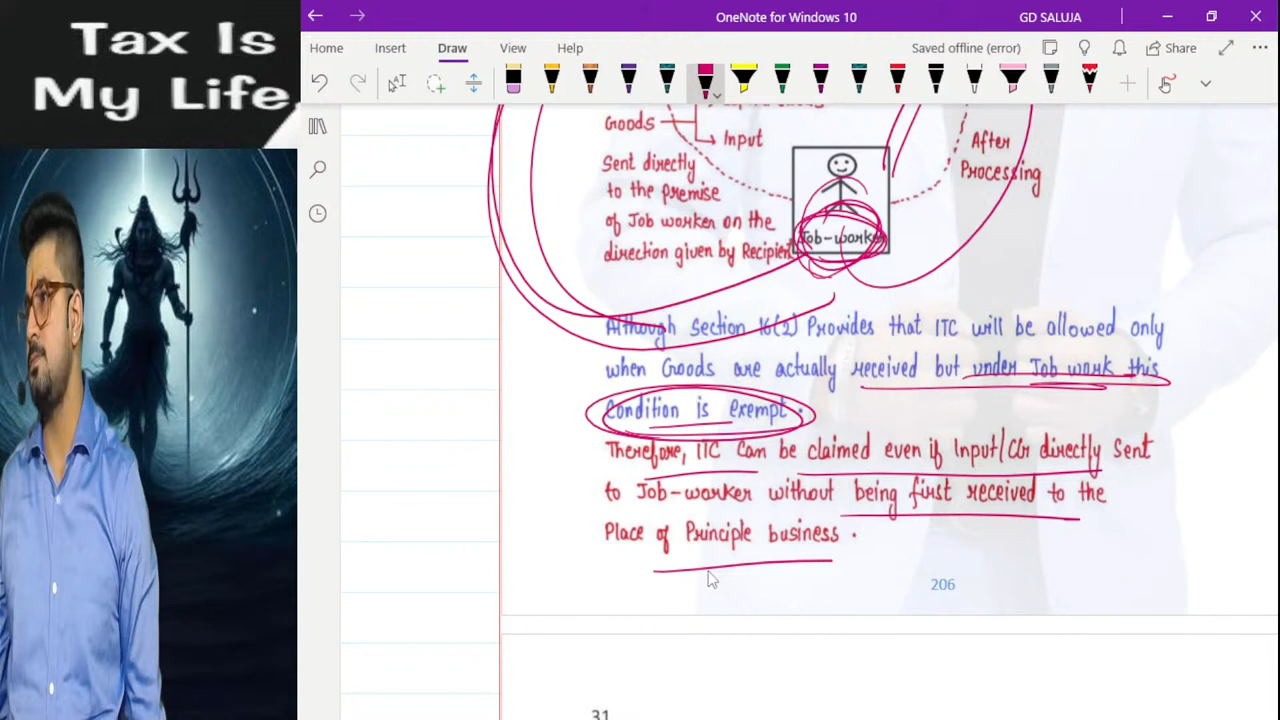 Tax Is
My Life
OneNote for Windows 10
GD SALUJA
Home Insert Draw View Help
Saved offline (error)
Share
Goods
Input
After
Processing
Sent directly
to the premise
of Job worker on the
direction given by Recipient
Job-worker
Although Section 16(2) Provides that ITC will be allowed only
when Goods are actually received but under Job work this
Condition is exempt.
Therefore, ITC Can be claimed even if Input/CG directly Sent
to Job-worker without being first received to the
Place of Principle business.
206
31